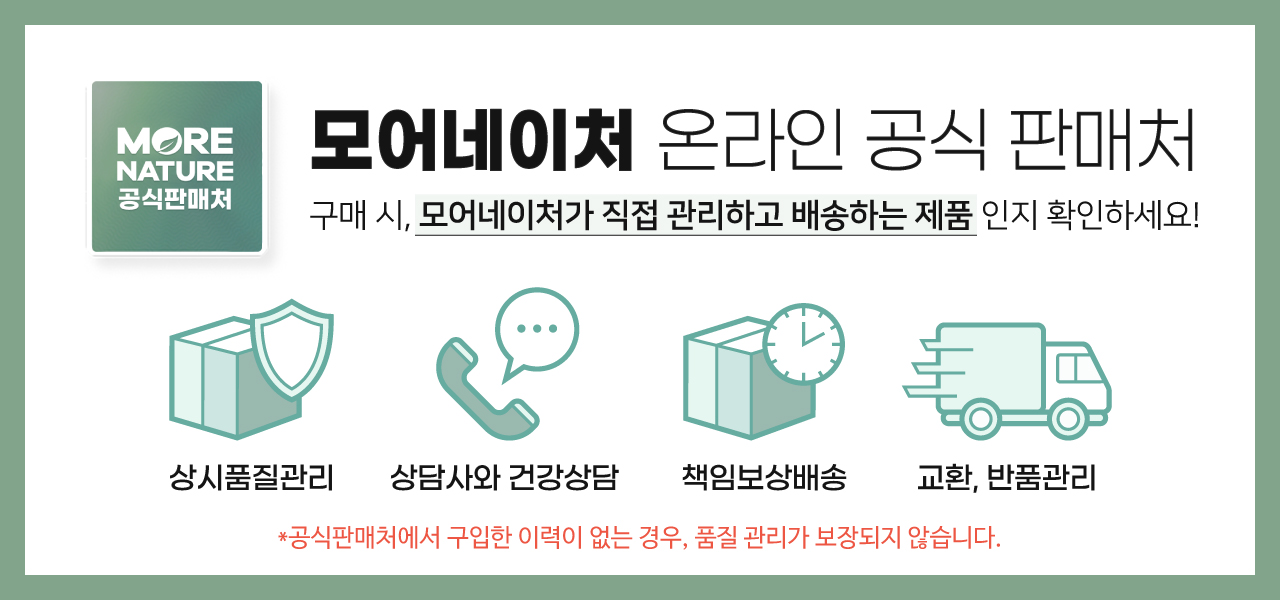 MORE
NATURE
공식판매처
모어네이처 온라인 공식 판매처
구매 시, 모어네이처가 직접 관리하고 배송하는 제품 인지 확인하세요!
상시품질관리
상담사와 건강상담
책임보상배송
교환, 반품관리
*공식판매처에서 구입한 이력이 없는 경우, 품질 관리가 보장되지 않습니다.